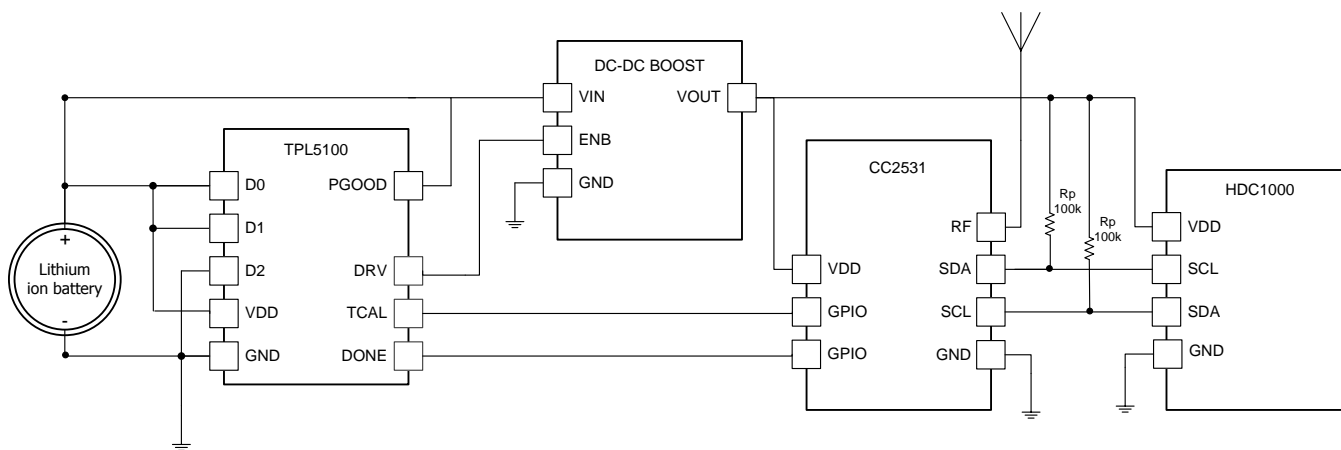 DC-DC BOOST
VIN
VOUT
ENB
GND
TPL5100
D0
PGOOD
D1
D2
DRV
VDD
TCAL
GND
DONE
+
Lithium
ion battery
-
CC2531
RF
VDD
SDA
GPIO
SCL
GPIO
GND
Rp
100k
Rp
100k
HDC1000
VDD
SCL
SDA
GND